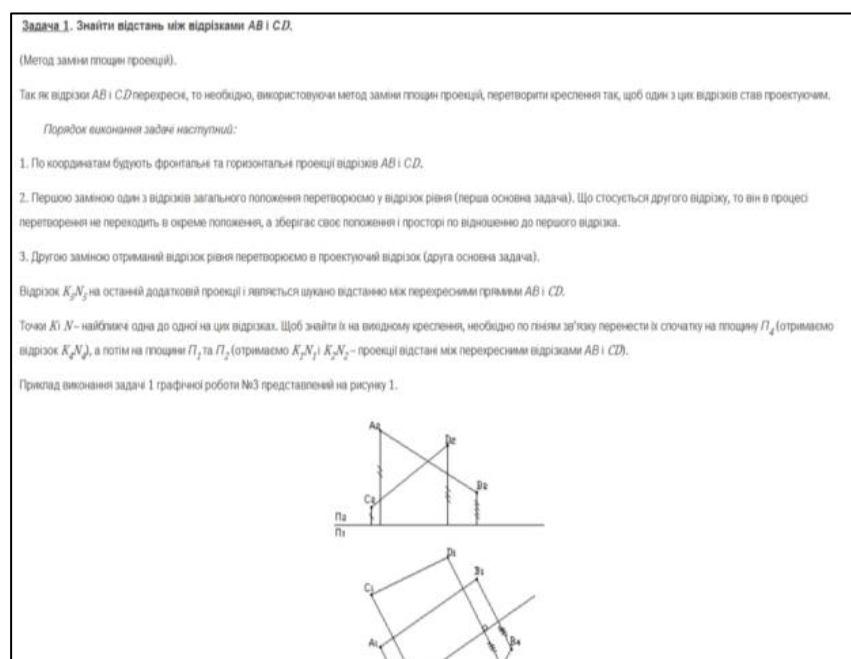 Задача 1. Знайти відстань між відрізками AB і CD.
(Метод заміни площин проекцій).
Так як відрізки AB і CD перехресні, то необхідно, використовуючи метод заміни площин проекцій, перетворити креслення так, щоб один з цих відрізків став проектуючим.
Порядок виконання задачі наступний:
1. По координатам будують фронтальні та горизонтальні проекції відрізків AB і CD.
2. Першою заміною один з відрізків загального положення перетворюємо у відрізок рівня (перша основна задача). Що стосується другого відрізку, то він в процесі
перетворення не переходить в окреме положення, а зберігає своє положення і просторі по відношенню до першого відрізка.
3. Другою заміною отриманий відрізок рівня перетворюємо в проектуючий відрізок (друга основна задача).
Відрізок K₅N₅ на останній додатковій проекції і являється шукано відстанню між перехресними прямими AB і CD.
Точки K і N – найближчі одна до одної на цих відрізках. Щоб знайти їх на вихідному креслення, необхідно по лініям зв'язку перенести їх спочатку на площину П₄ (отримаємо
відрізок K₄N₄), а потім на площини П₁ та П₂ (отримаємо K₁N₁ і K₂N₂ – проекції відстані між перехресними відрізками AB і CD).
Приклад виконання задачі 1 графічної роботи №3 представлений на рисунку 1.
A₂
D₂
B₂
C₂
П₂
П₁
D₁
B₁
C₁
A₁
B₄